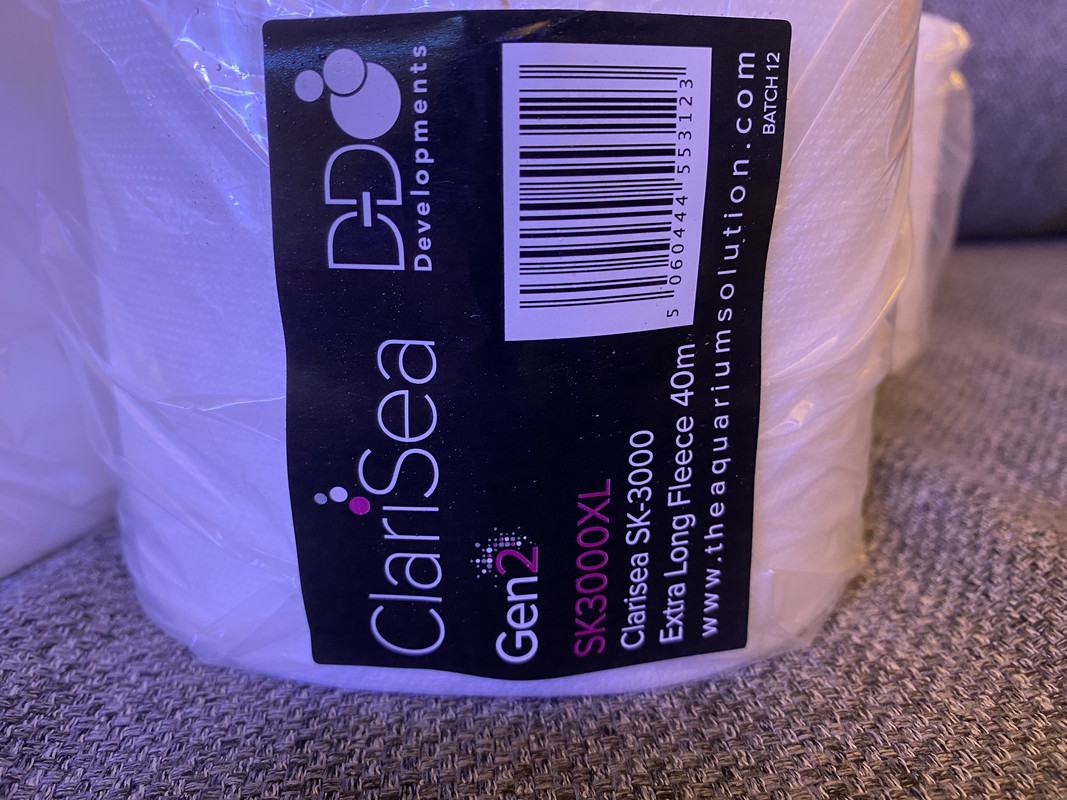 ClariSea
D-D
Developments
Gen2
SK3000XL
Clarisea SK-3000
Extra Long Fleece 40m
www.theaquariumsolution.com
BATCH 12
5 060444 553123